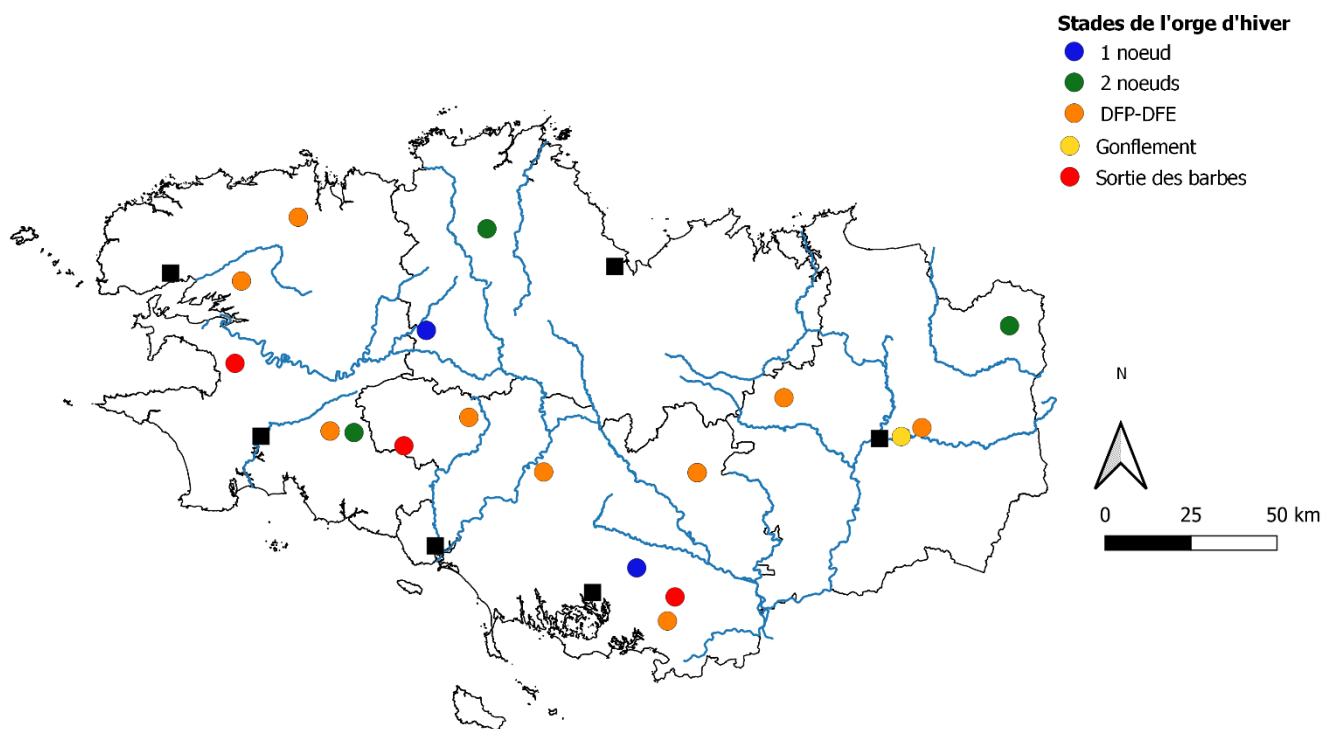 Stades de l'orge d'hiver
1 noeud
2 noeuds
DFP-DFE
Gonflement
Sortie des barbes
N
0 25 50 km